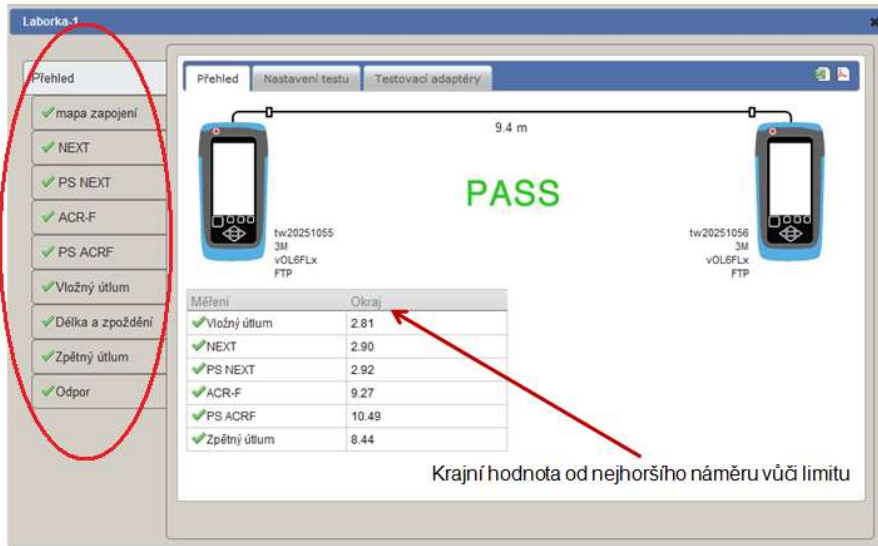 Laborka-1
Přehled
mapa zapojení
NEXT
PS NEXT
ACR-F
PS ACRF
Vložný útlum
Délka a zpoždění
Zpětný útlum
Odpor
Přehled Nastavení testu Testovací adaptéry
9.4 m
PASS
tw20251055
3M
vOL6FLx
FTP
tw20251056
3M
vOL6FLx
FTP
Měření Okraj
Vložný útlum 2.81
NEXT 2.90
PS NEXT 2.92
ACR-F 9.27
PS ACRF 10.49
Zpětný útlum 8.44
Krajní hodnota od nejhoršího náměru vůči limitu